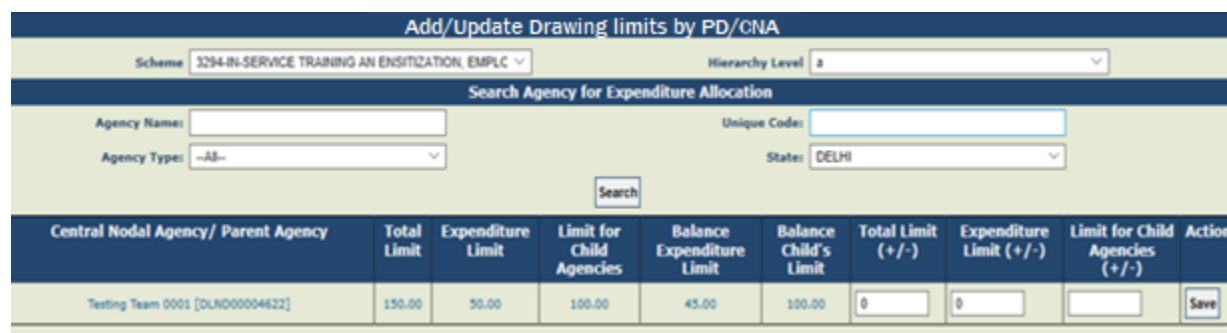 Add/Update Drawing limits by PD/CNA
Scheme 3294-IN-SERVICE TRAINING AN ENSITIZATION, EMPLC Hierarchy Level a
Search Agency for Expenditure Allocation
Agency Name: Unique Code:
Agency Type: --All-- State: DELHI
Search
Central Nodal Agency/ Parent Agency Total Limit Expenditure Limit Limit for Child Agencies Balance Expenditure Limit Balance Child's Limit Total Limit (+/-) Expenditure Limit (+/-) Limit for Child Agencies (+/-) Action
Testing Team 0001 [DLND00004622] 150.00 50.00 100.00 45.00 100.00 0 0 Save